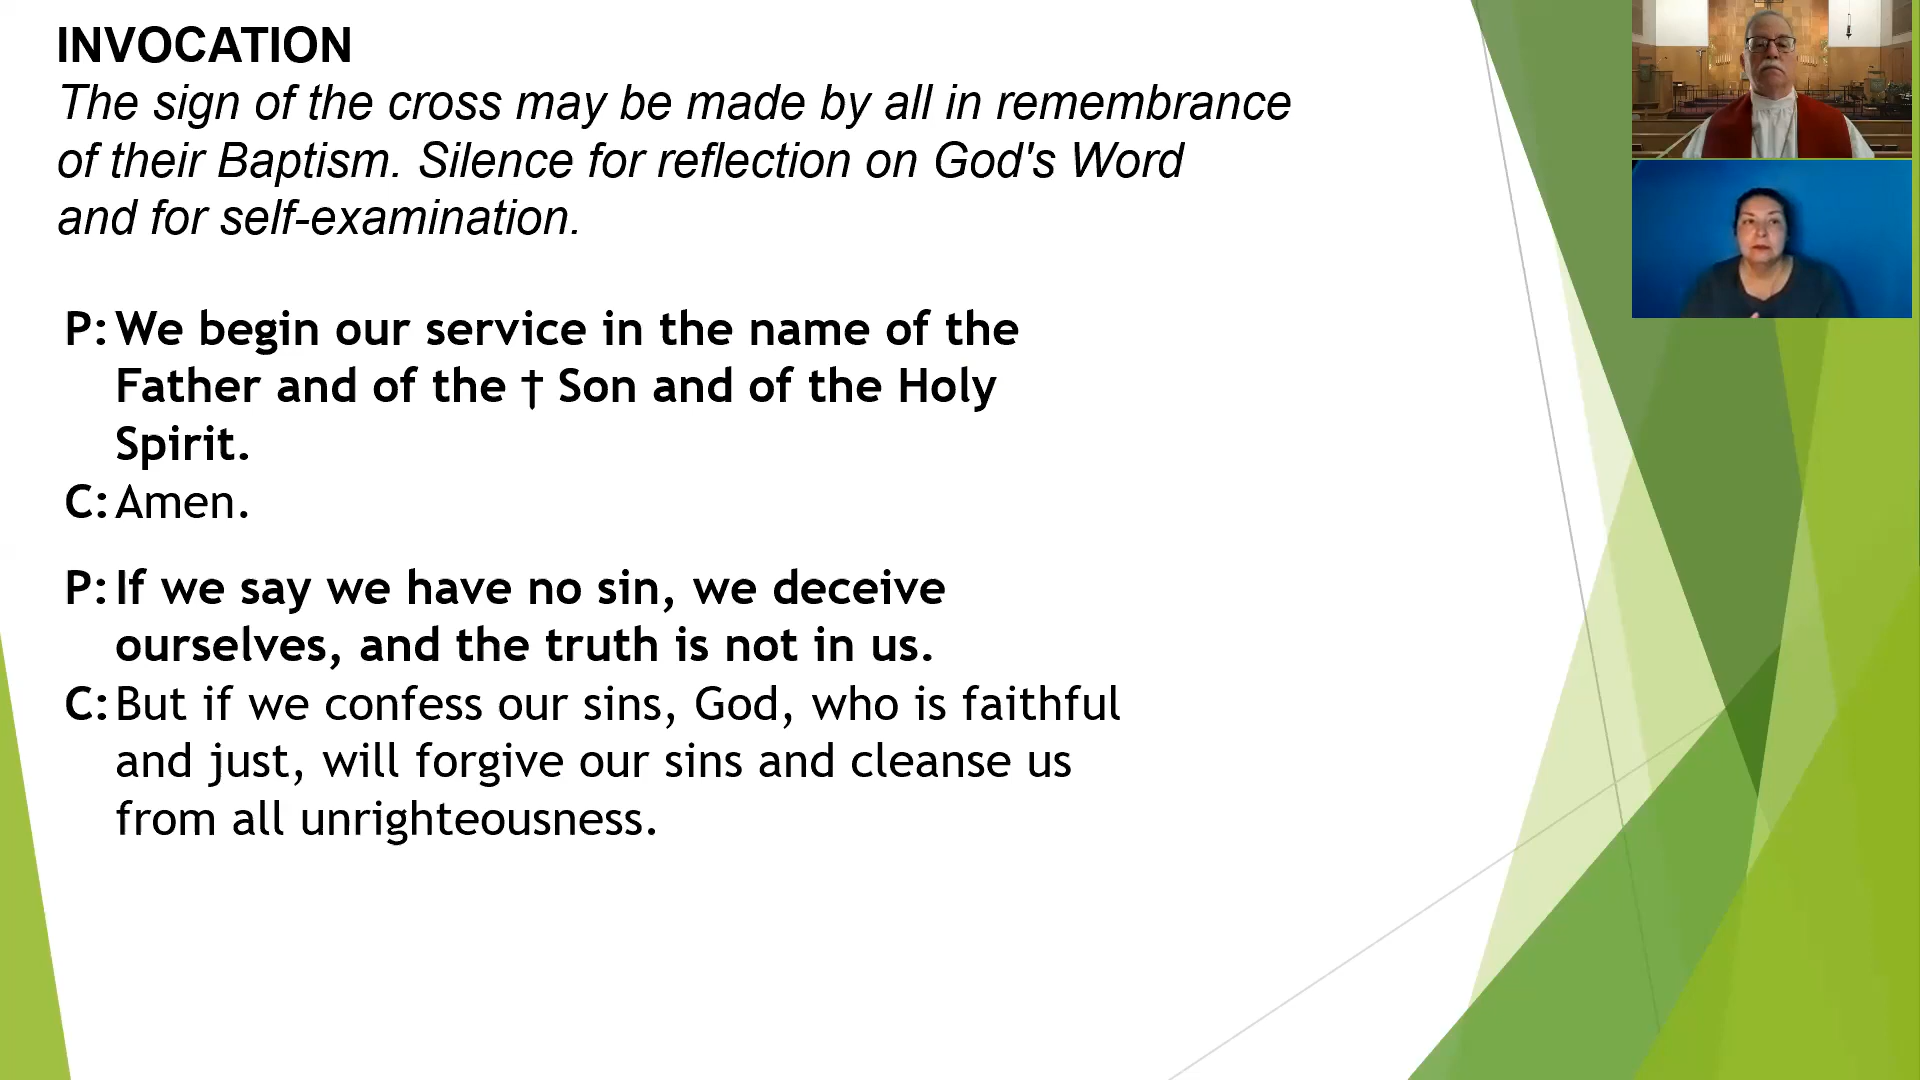 INVOCATION
The sign of the cross may be made by all in remembrance
of their Baptism. Silence for reflection on God's Word
and for self-examination.
P: We begin our service in the name of the
Father and of the † Son and of the Holy
Spirit.
C: Amen.
P: If we say we have no sin, we deceive
ourselves, and the truth is not in us.
C: But if we confess our sins, God, who is faithful
and just, will forgive our sins and cleanse us
from all unrighteousness.